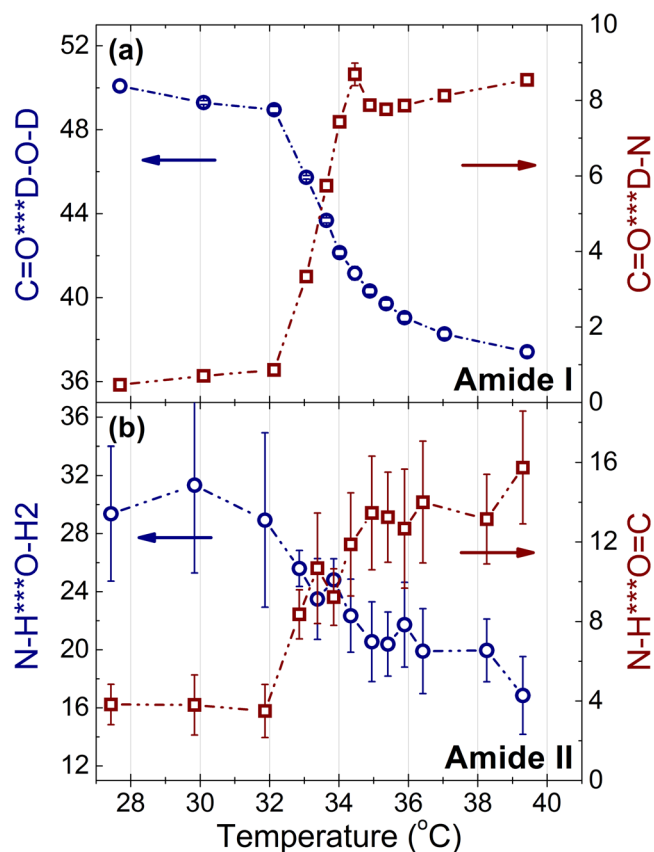 (a)
52
48
44
40
36
C=O***D-O-D
10
8
6
4
2
0
C=O***D-N
Amide I
(b)
36
32
28
24
20
16
12
N-H***O-H2
16
12
8
4
0
N-H***O=C
Amide II
28 30 32 34 36 38 40
Temperature (°C)